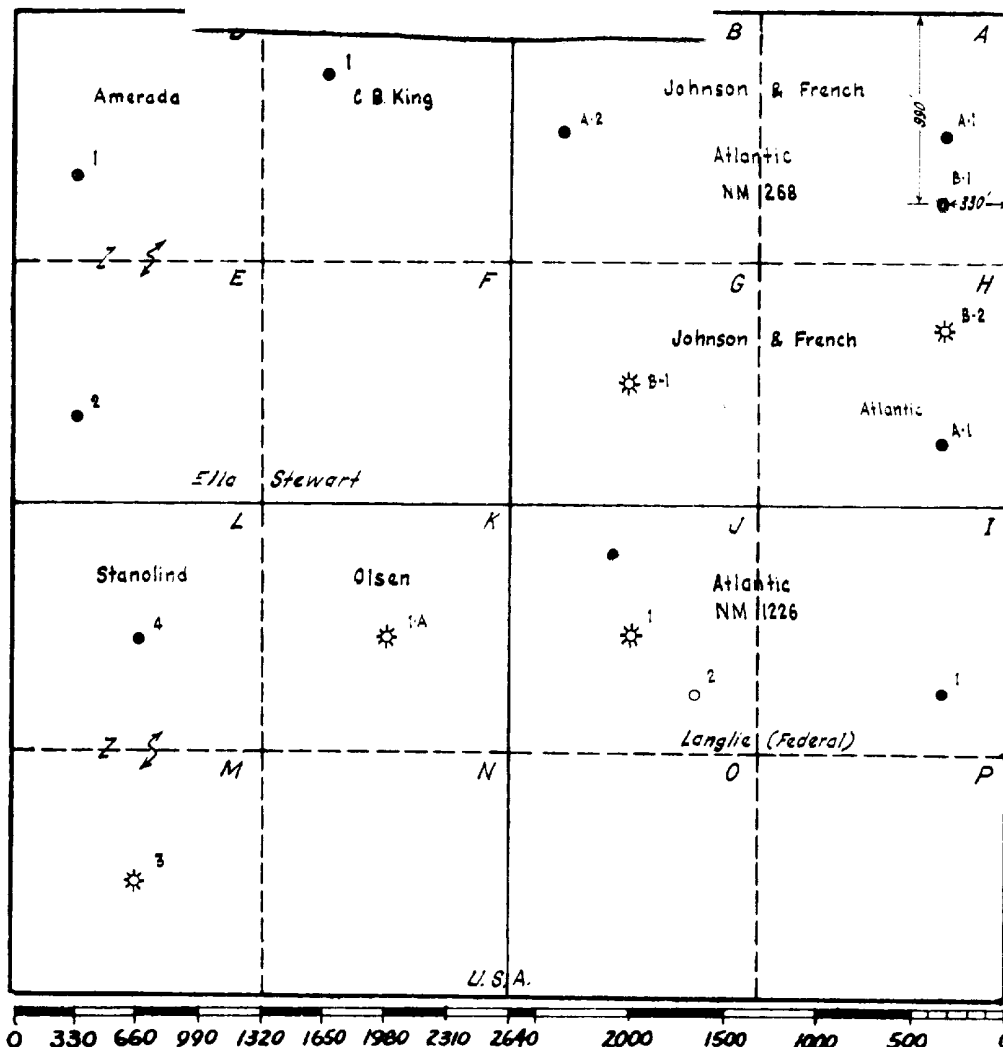 B A
1
Amerada C B. King Johnson & French
990'
A-2 A-1
1 Atlantic
NM 268 B-1
330'
E F G H
B-2
Johnson & French
B-1
2 Atlantic
A-1
Ella Stewart
L K J I
Stanolind Olsen Atlantic
NM 1226
4 1-A 1
2 1
Langlie (Federal)
M N O P
3
U.S.A.
0 330 660 990 1320 1650 1980 2310 2640 2000 1500 1000 500 0